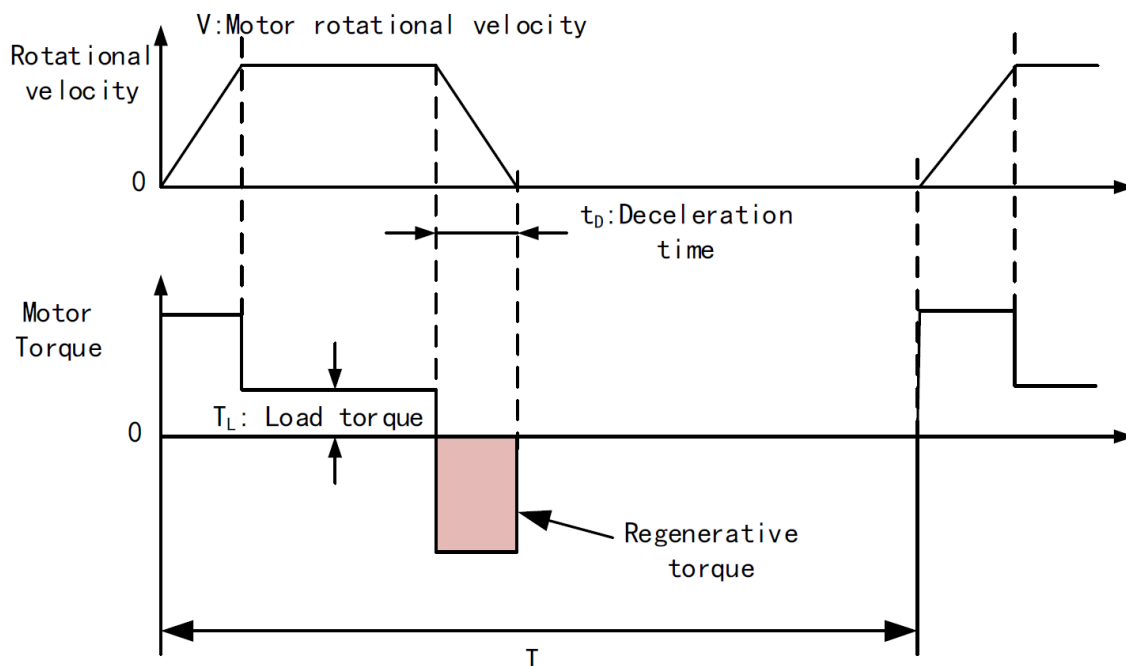 V:Motor rotational velocity
Rotational
velocity
0
tD:Deceleration
time
Motor
Torque
TL: Load torque
0
Regenerative
torque
T